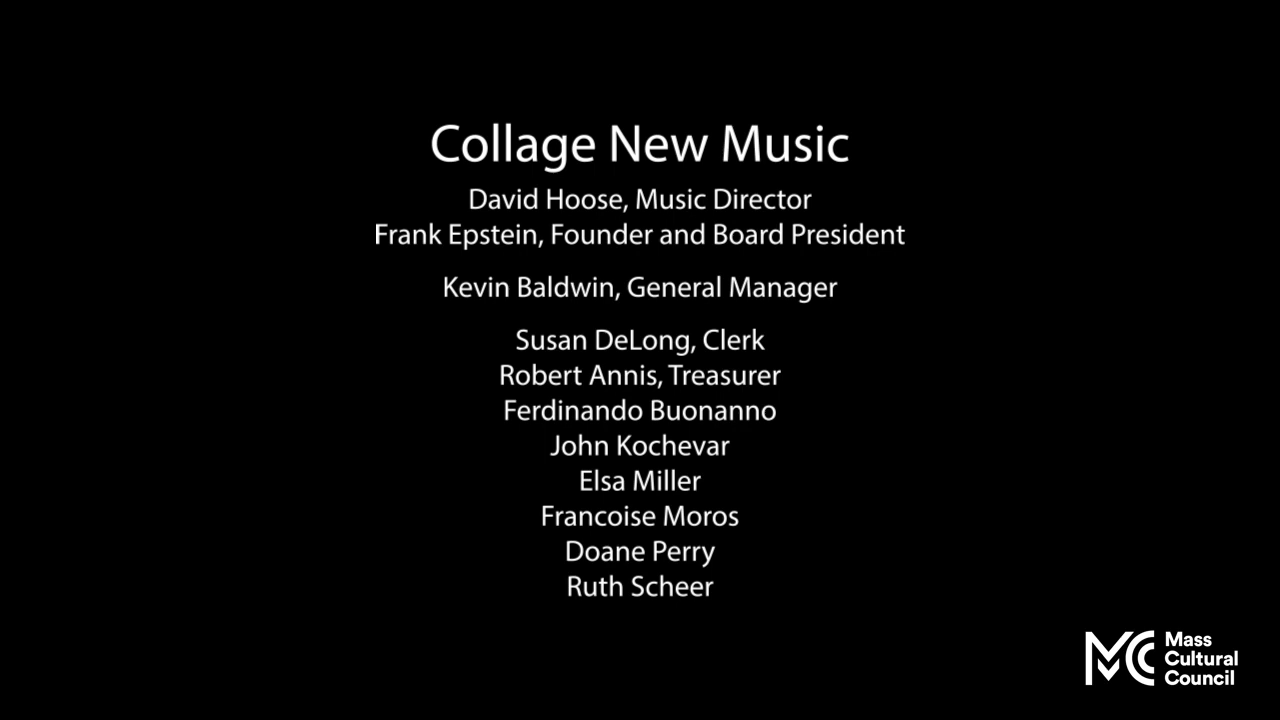 Collage New Music
David Hoose, Music Director
Frank Epstein, Founder and Board President
Kevin Baldwin, General Manager
Susan DeLong, Clerk
Robert Annis, Treasurer
Ferdinando Buonanno
John Kochevar
Elsa Miller
Francoise Moros
Doane Perry
Ruth Scheer
MCC
Mass
Cultural
Council